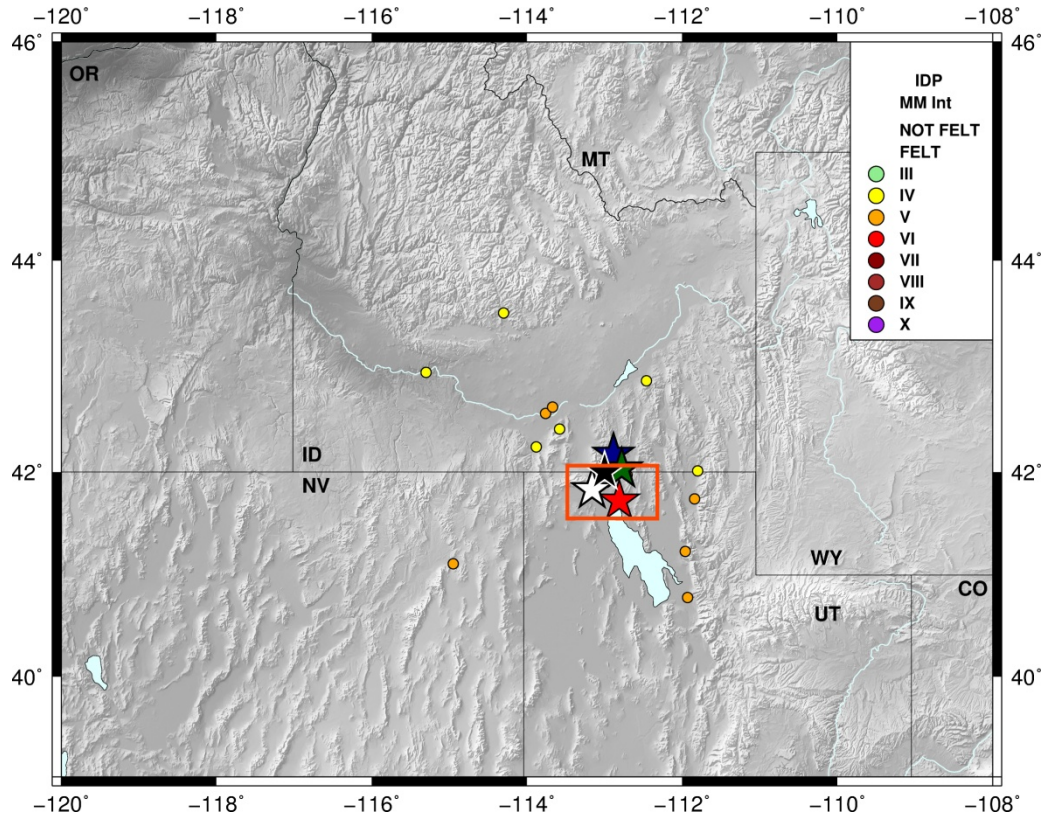 −120˚ −118˚ −116˚ −114˚ −112˚ −110˚ −108˚
46˚ 46˚
OR
IDP
MM Int
NOT FELT
FELT
MT
III
IV
V
VI
VII
VIII
IX
X
44˚ 44˚
ID
42˚ 42˚
NV
WY
CO
UT
40˚ 40˚
−120˚ −118˚ −116˚ −114˚ −112˚ −110˚ −108˚